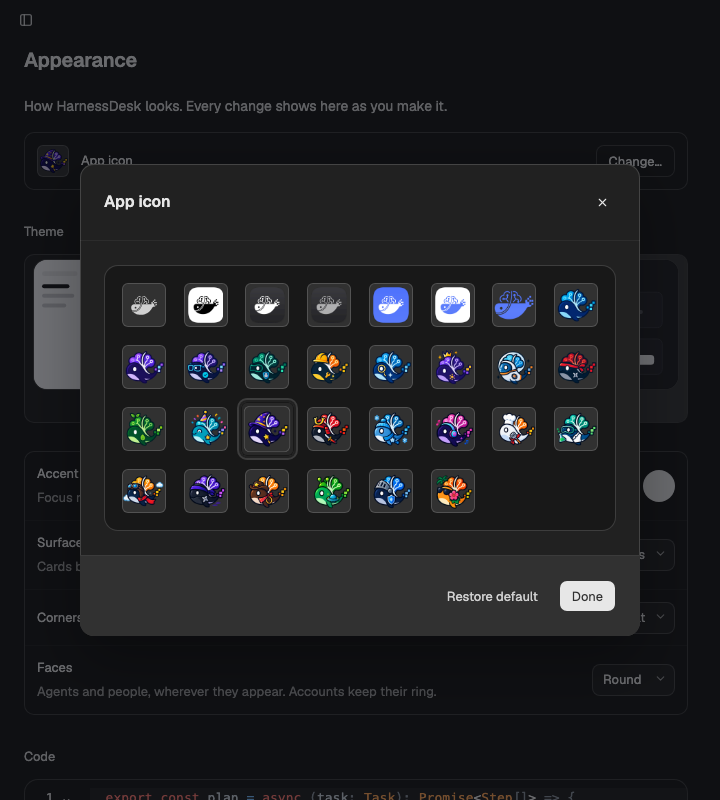 Appearance
How HarnessDesk looks. Every change shows here as you make it.
App icon
Change...
Theme
App icon
×
Restore default
Done
Accent
Focus
Surface
Cards
Corners
Faces
Agents and people, wherever they appear. Accounts keep their ring.
Round
Code
1 export const plan = async (task: Task): Promise<Step[]> => {